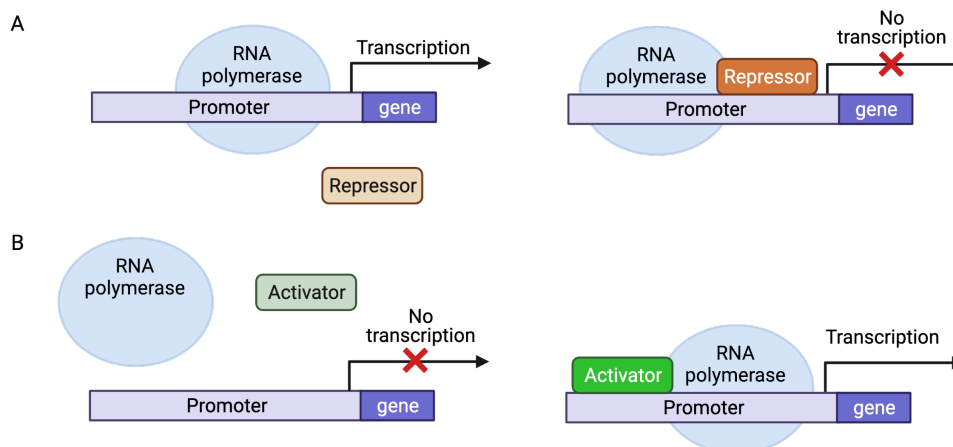 A
RNA
polymerase
Transcription
Promoter
gene
Repressor
RNA
polymerase
Repressor
No
transcription
Promoter
gene
B
RNA
polymerase
Activator
No
transcription
Promoter
gene
Activator
RNA
polymerase
Transcription
Promoter
gene